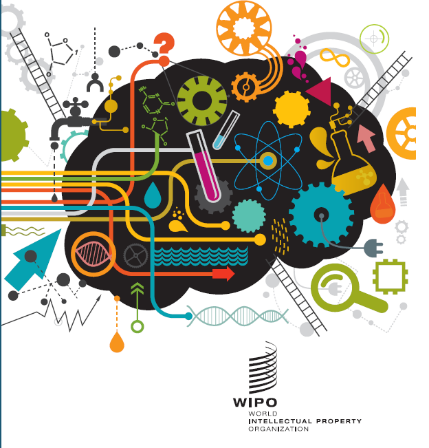 ?
WIPO
WORLD
INTELLECTUAL PROPERTY
ORGANIZATION